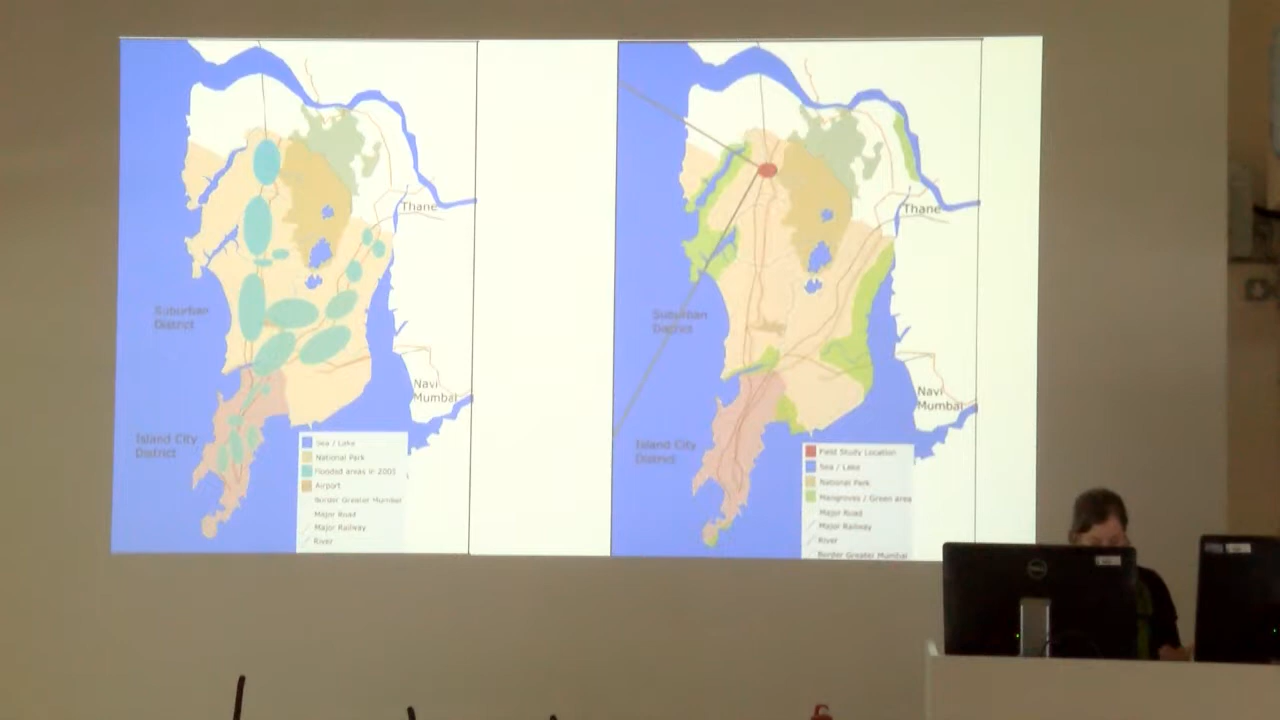 Thane
Suburban
District
Navi
Mumbai
Island City
District
Sea / Lake
National Park
Flooded areas in 2005
Airport
Border Greater Mumbai
Major Road
Major Railway
River
Thane
Suburban
District
Navi
Mumbai
Island City
District
Field Study Location
Sea / Lake
National Park
Mangroves / Green area
Major Road
Major Railway
River
Border Greater Mumbai
DELL